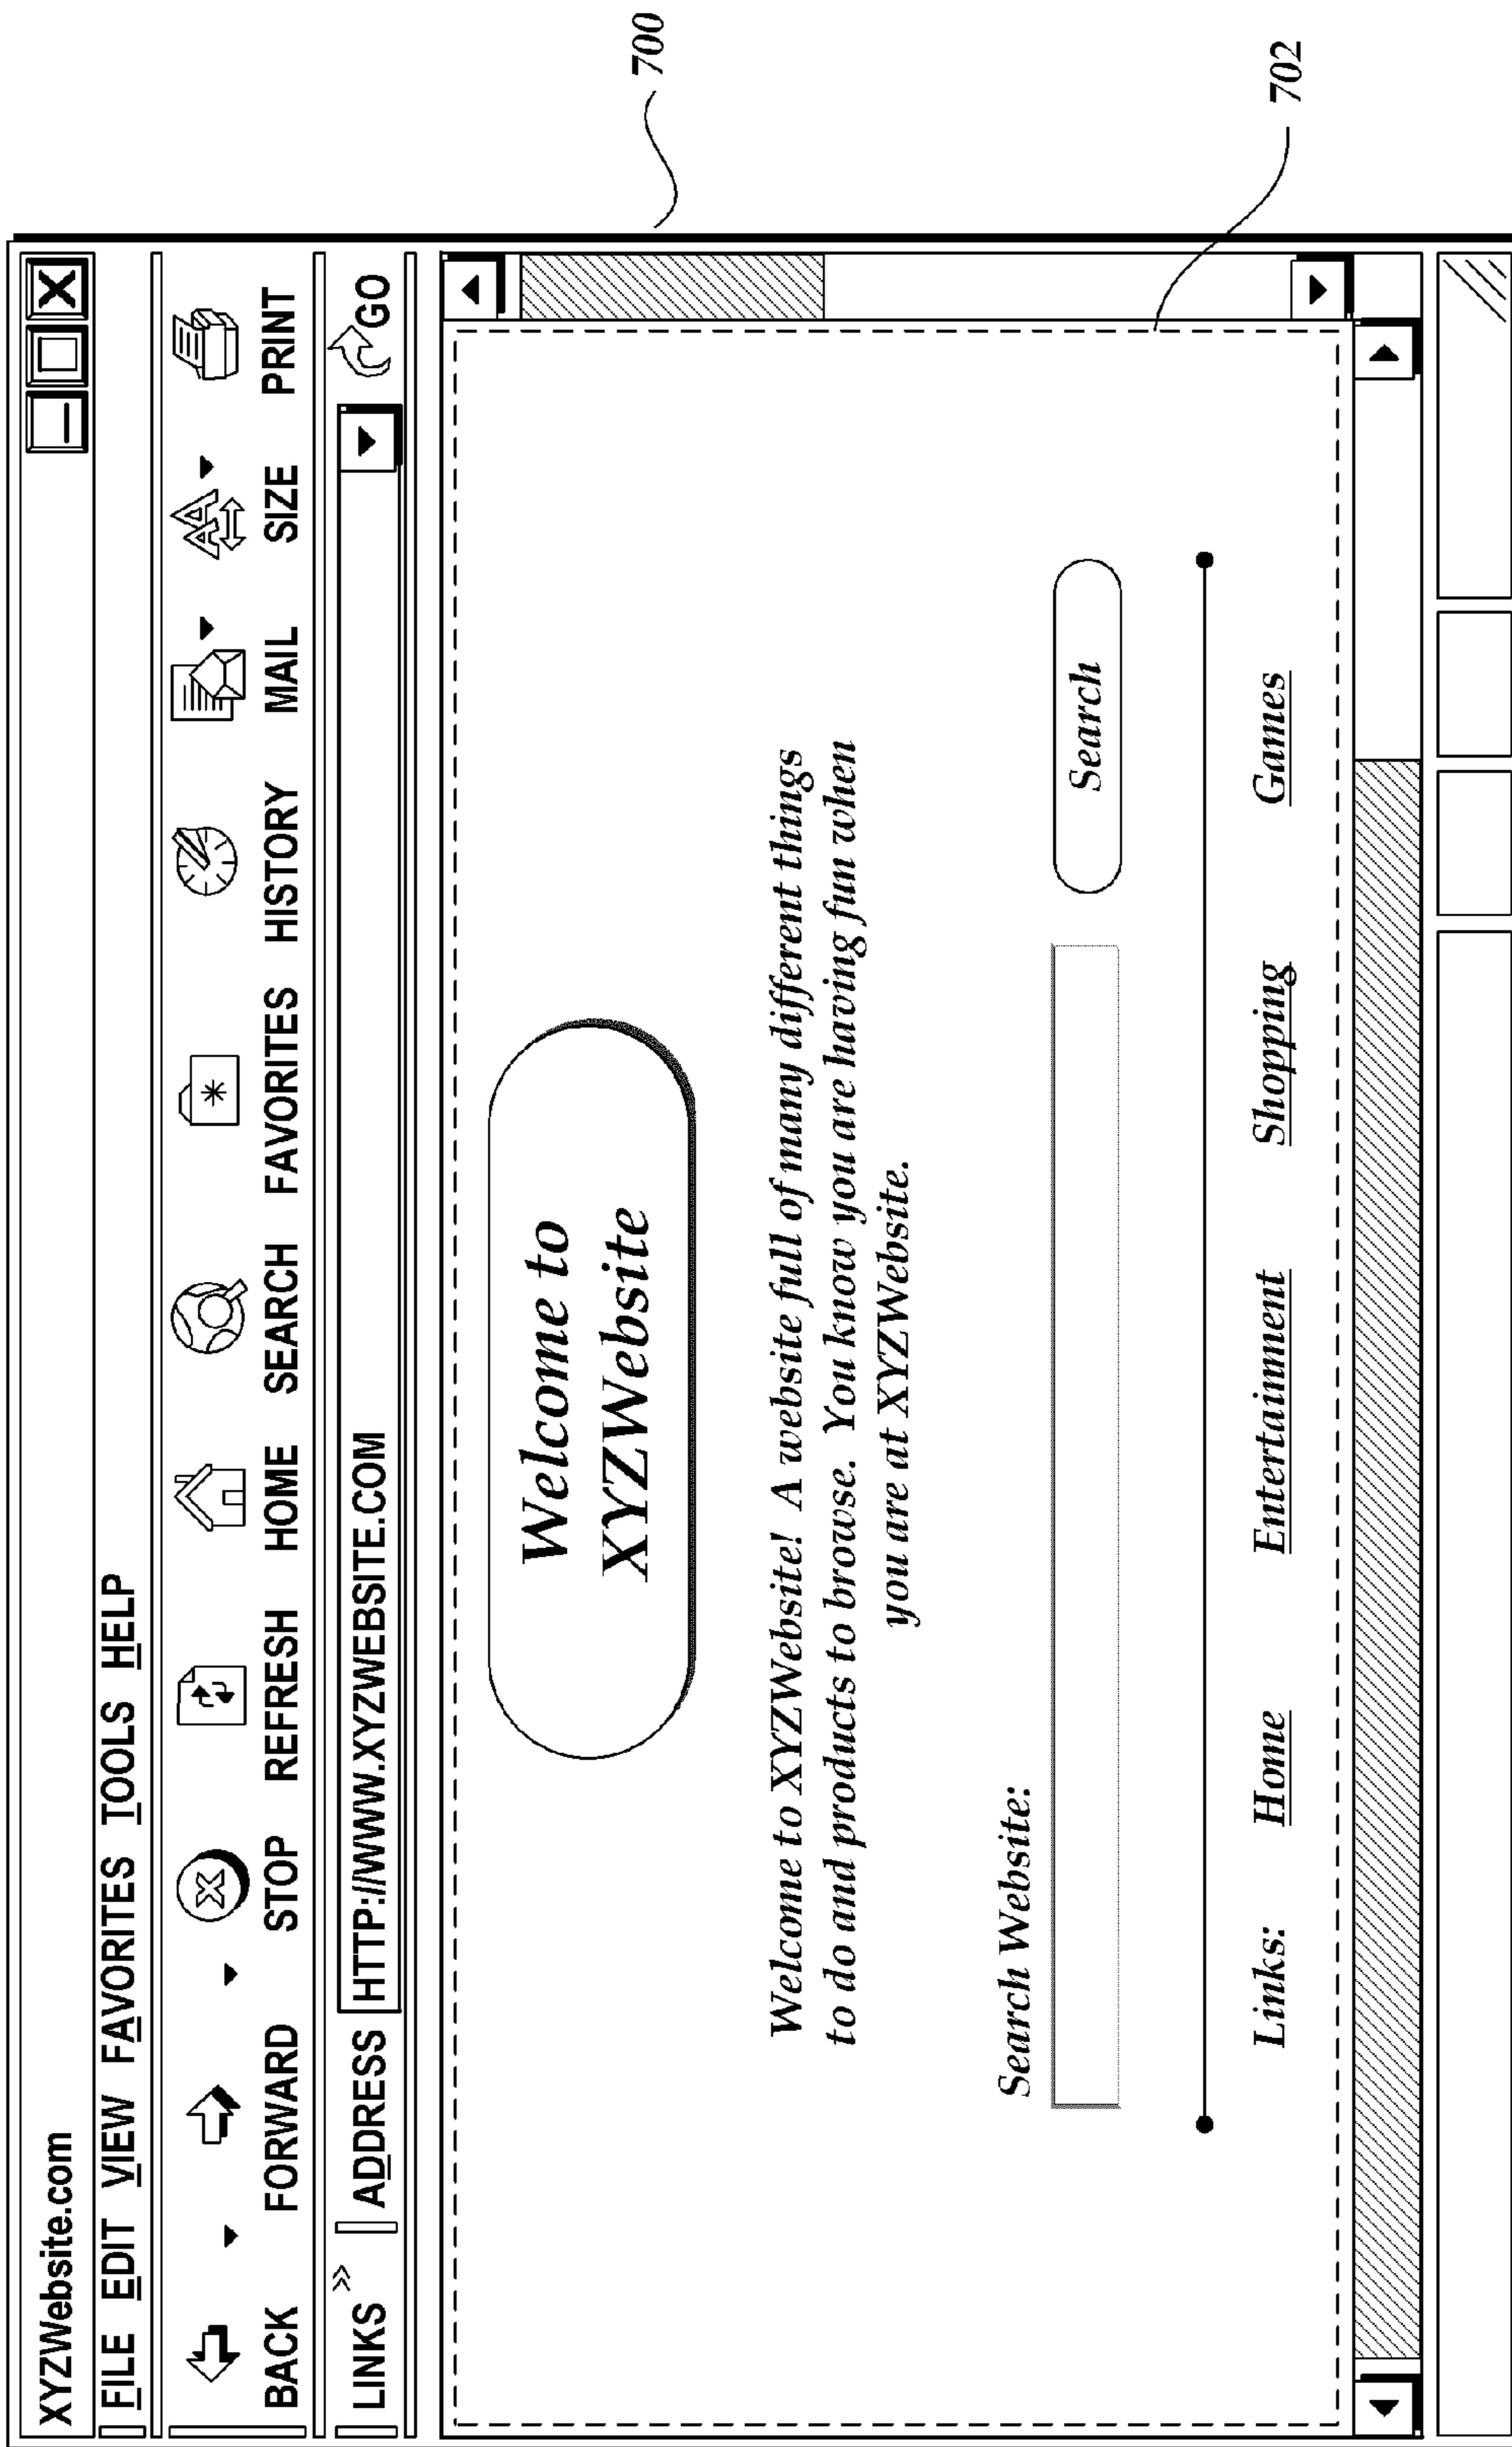 XYZWebsite.com
FILE EDIT VIEW FAVORITES TOOLS HELP
BACK FORWARD STOP REFRESH HOME SEARCH FAVORITES HISTORY MAIL SIZE PRINT
LINKS » ADDRESS HTTP://WWW.XYZWEBSITE.COM GO
Welcome to
XYZWebsite
Welcome to XYZWebsite! A website full of many different things
to do and products to browse. You know you are having fun when
you are at XYZWebsite.
Search Website:
Search
Links: Home Entertainment Shopping Games
700
702